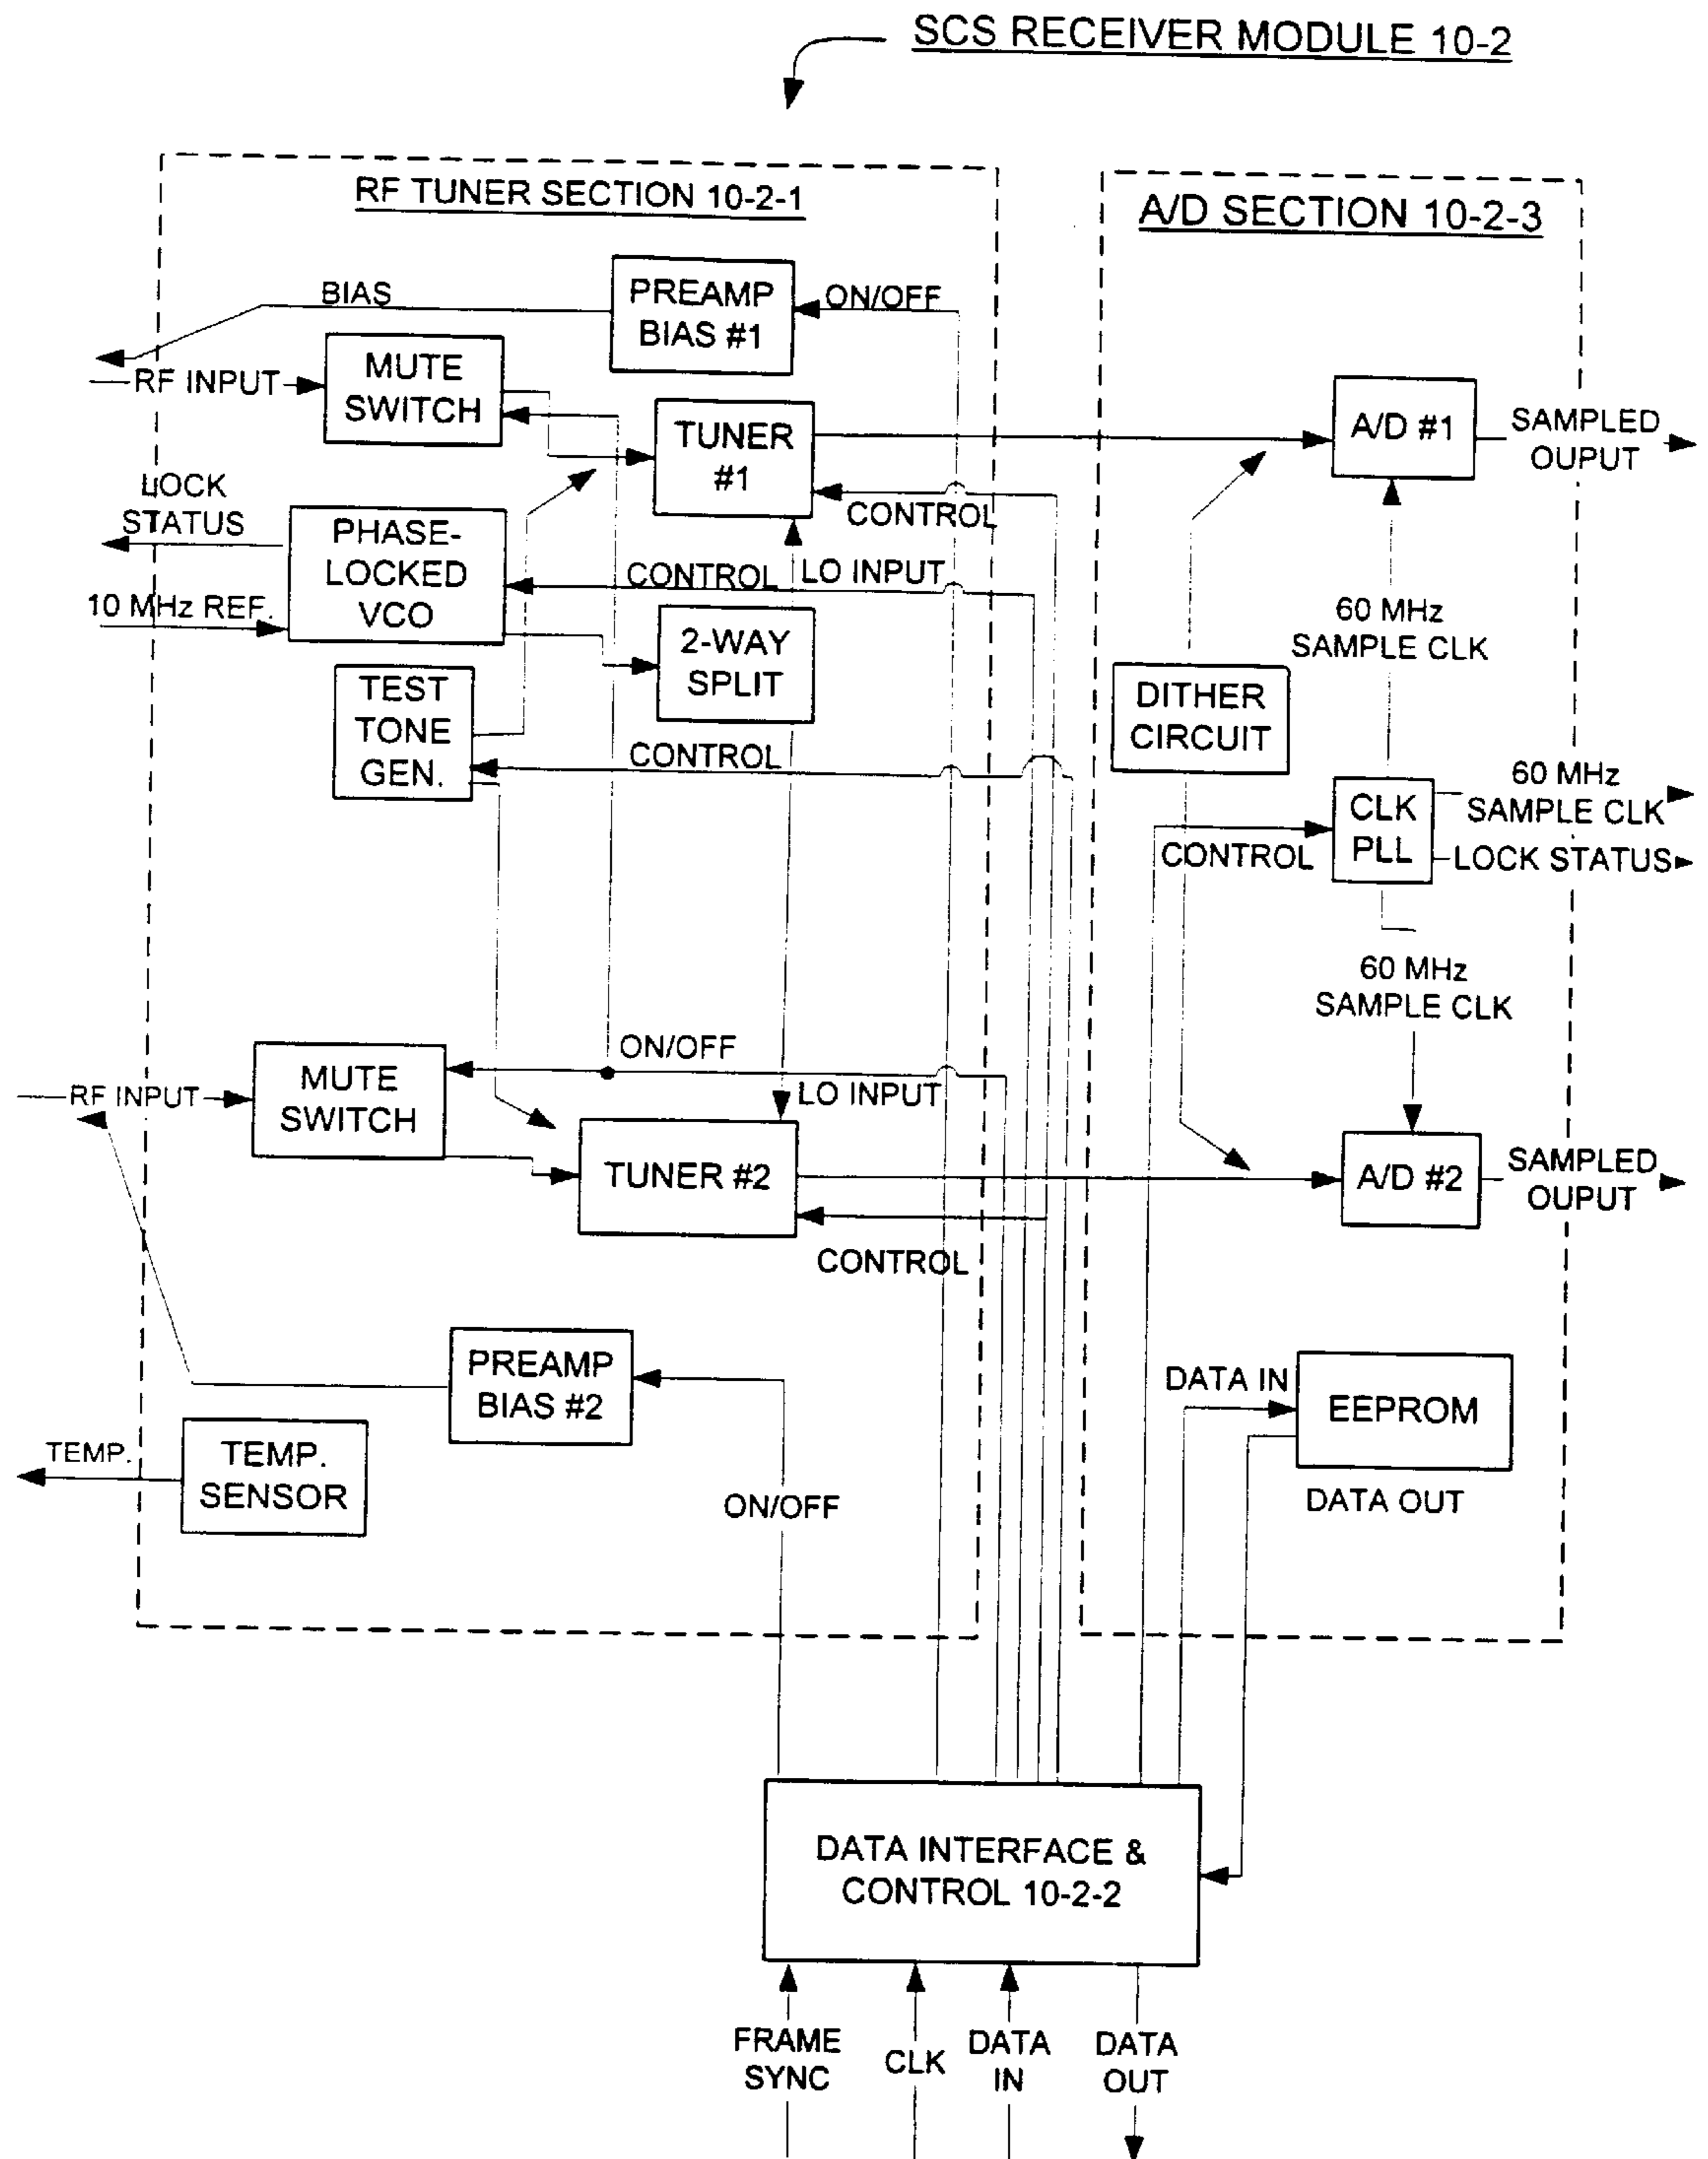 SCS RECEIVER MODULE 10-2
RF TUNER SECTION 10-2-1
A/D SECTION 10-2-3
BIAS
PREAMP
BIAS #1
ON/OFF
RF INPUT
MUTE
SWITCH
TUNER
#1
A/D #1
SAMPLED
OUPUT
CONTROL
LOCK
STATUS
PHASE-
LOCKED
VCO
10 MHz REF.
CONTROL
LO INPUT
2-WAY
SPLIT
60 MHz
SAMPLE CLK
TEST
TONE
GEN.
CONTROL
DITHER
CIRCUIT
CLK
PLL
CONTROL
60 MHz
SAMPLE CLK
LOCK STATUS
60 MHz
SAMPLE CLK
ON/OFF
RF INPUT
MUTE
SWITCH
LO INPUT
TUNER #2
CONTROL
A/D #2
SAMPLED
OUPUT
PREAMP
BIAS #2
ON/OFF
TEMP.
TEMP.
SENSOR
DATA IN
EEPROM
DATA OUT
DATA INTERFACE &
CONTROL 10-2-2
FRAME
SYNC
CLK
DATA
IN
DATA
OUT